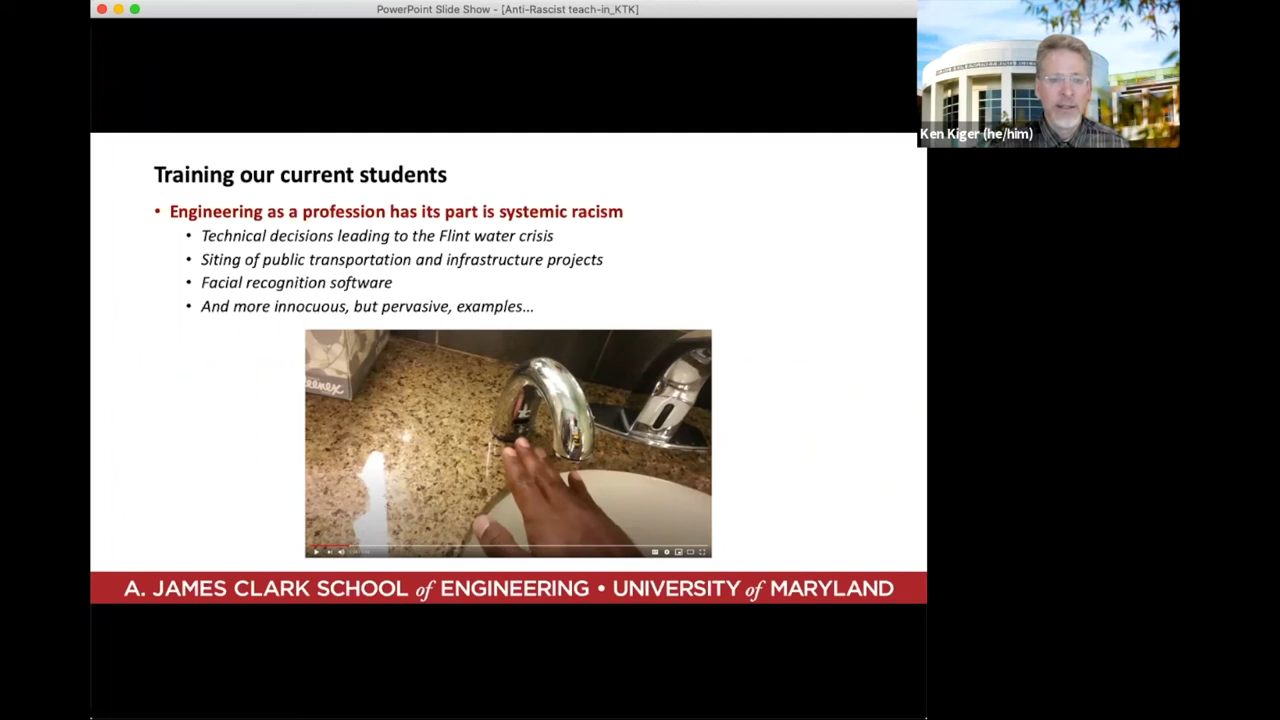 PowerPoint Slide Show - [Anti-Rascist teach-in_KTK]
Ken Kiger (he/him)
Training our current students
• Engineering as a profession has its part is systemic racism
• Technical decisions leading to the Flint water crisis
• Siting of public transportation and infrastructure projects
• Facial recognition software
• And more innocuous, but pervasive, examples...
A. JAMES CLARK SCHOOL of ENGINEERING • UNIVERSITY of MARYLAND